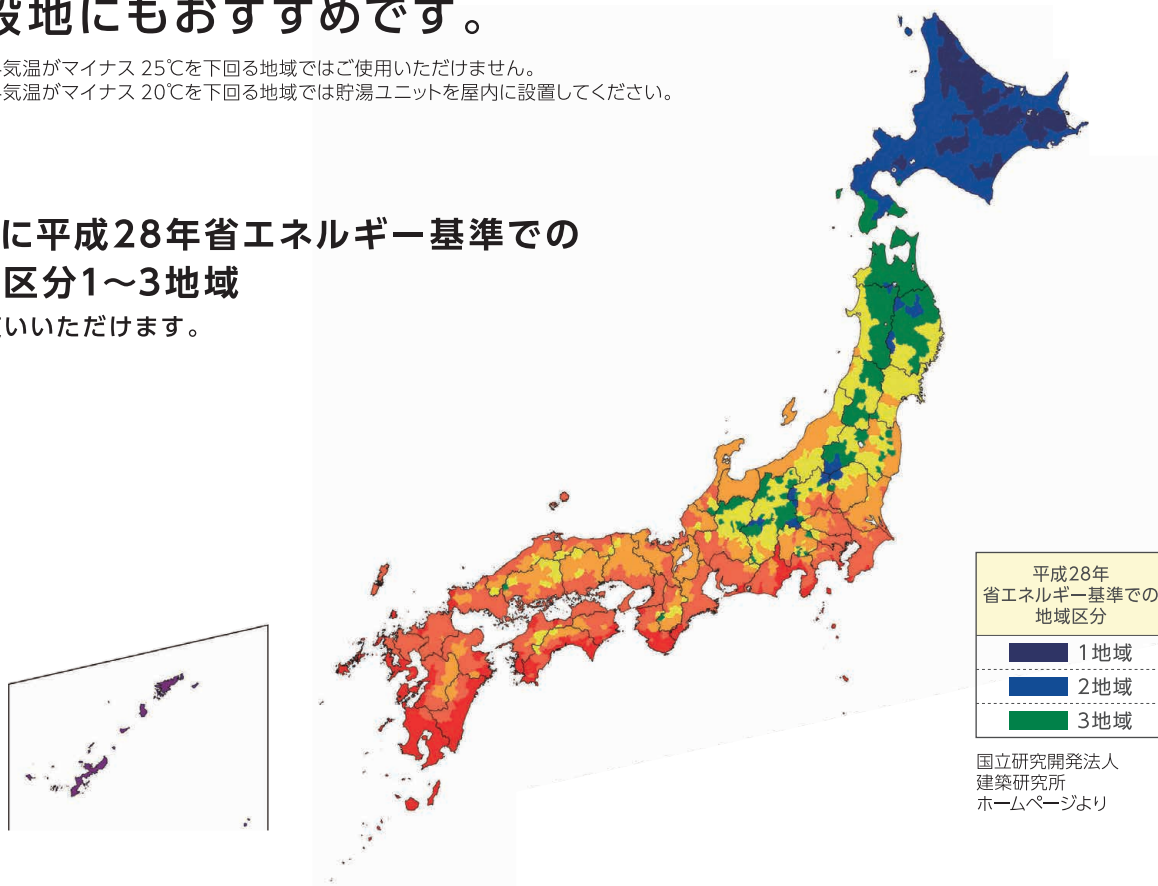 設地にもおすすめです。
気温がマイナス25℃を下回る地域ではご使用いただけません。
気温がマイナス20℃を下回る地域では貯湯ユニットを屋内に設置してください。
に平成28年省エネルギー基準での
区分1～3地域
いいただけます。
平成28年
省エネルギー基準での
地域区分
1地域
2地域
3地域
国立研究開発法人
建築研究所
ホームページより